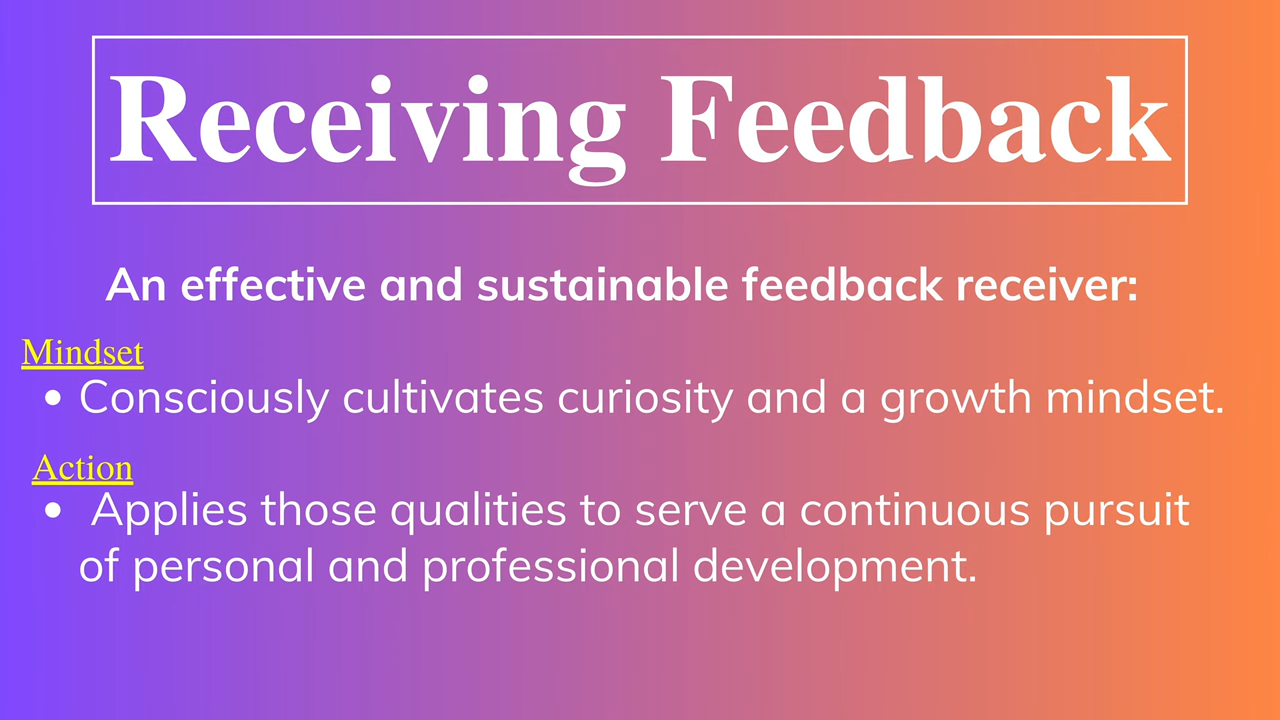 Receiving Feedback
An effective and sustainable feedback receiver:
Mindset
• Consciously cultivates curiosity and a growth mindset.
Action
• Applies those qualities to serve a continuous pursuit
of personal and professional development.